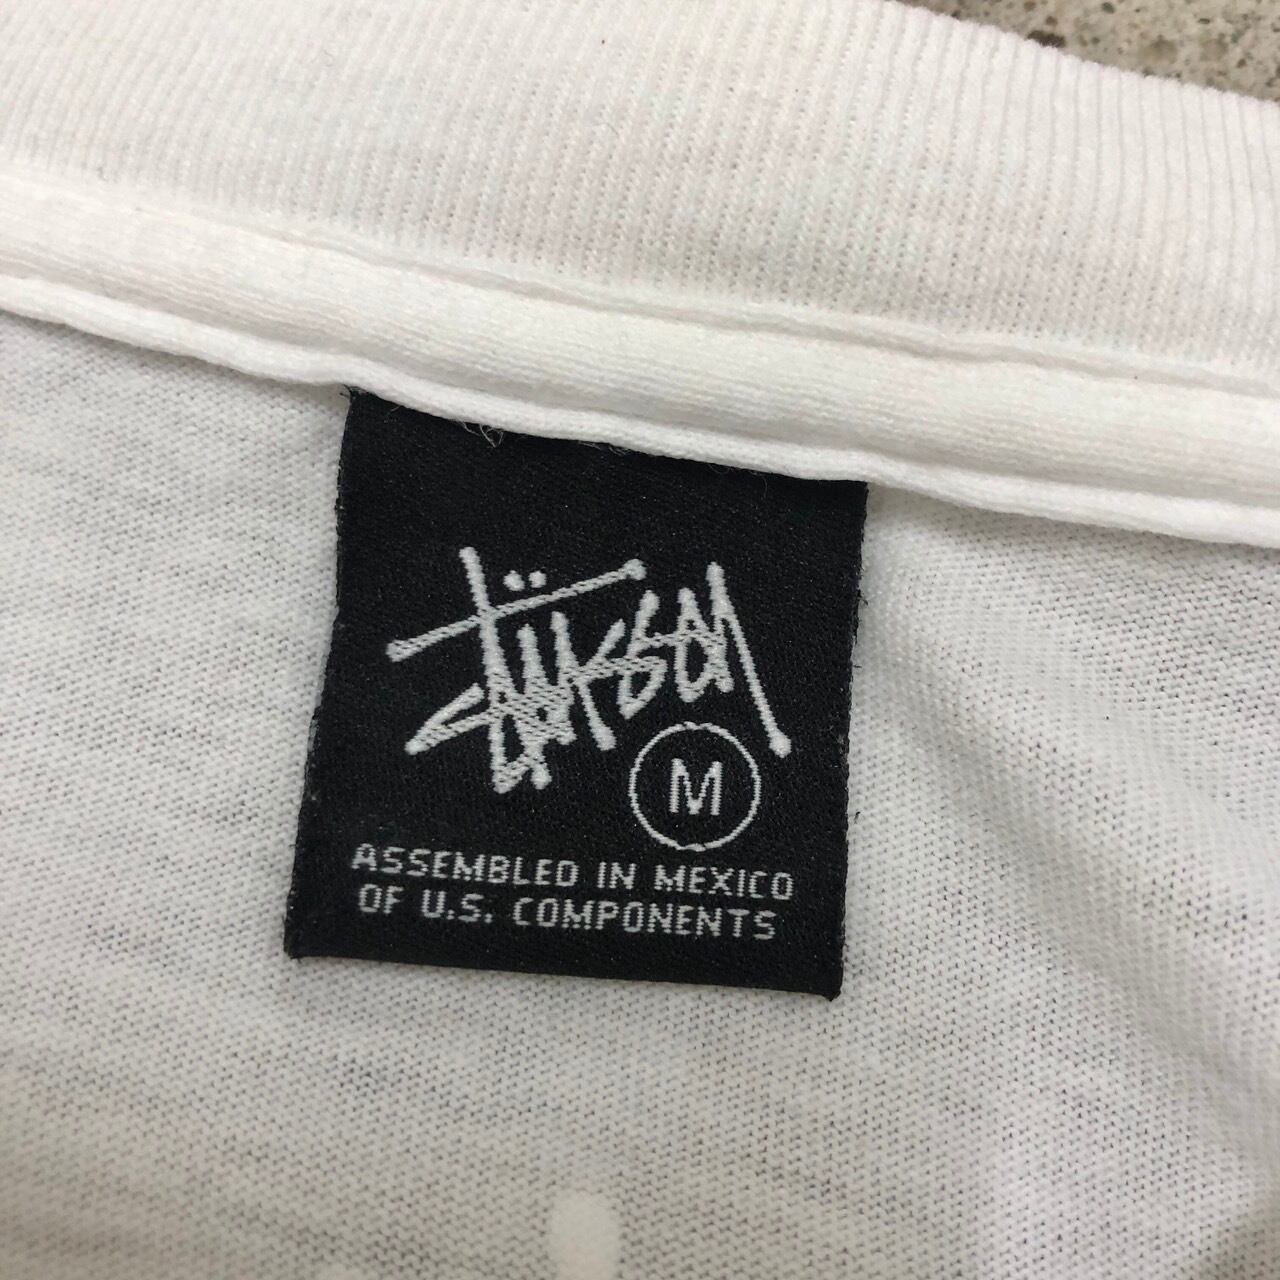 Stüssy
M
ASSEMBLED IN MEXICO
OF U.S. COMPONENTS